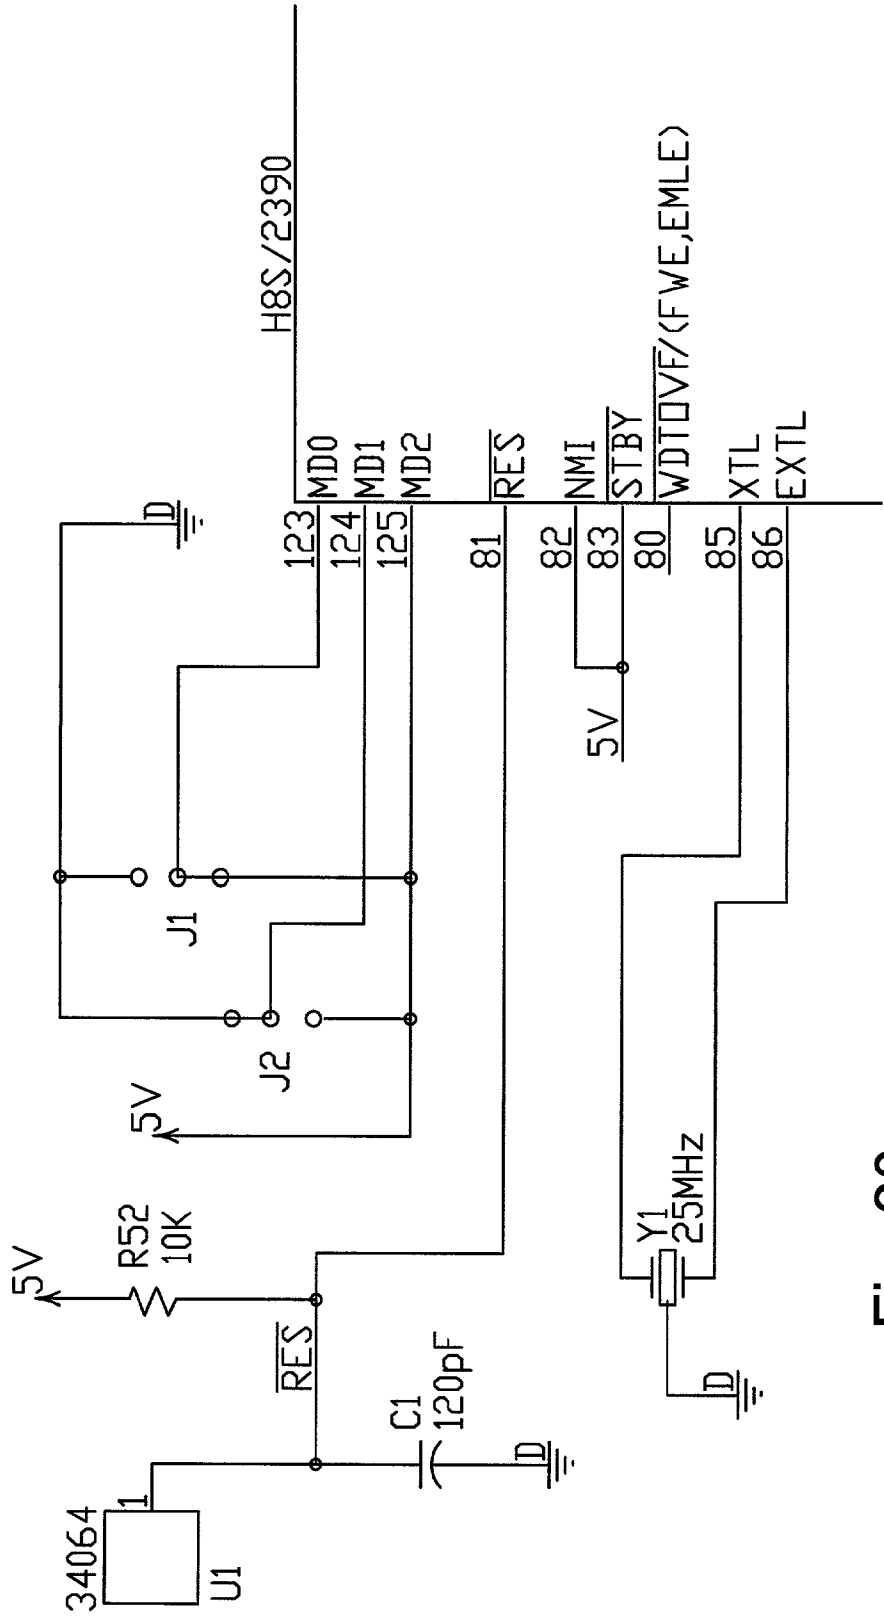 H8S/2390
34064
1
U1
5V
R52
10K
RES
C1
120pF
D
5V
J2
J1
D
123
MD0
124
MD1
125
MD2
81
RES
82
NMI
83
STBY
80
WDTOVF/(FWE,EMLE)
85
XTL
86
EXTL
5V
Y1
25MHz
D